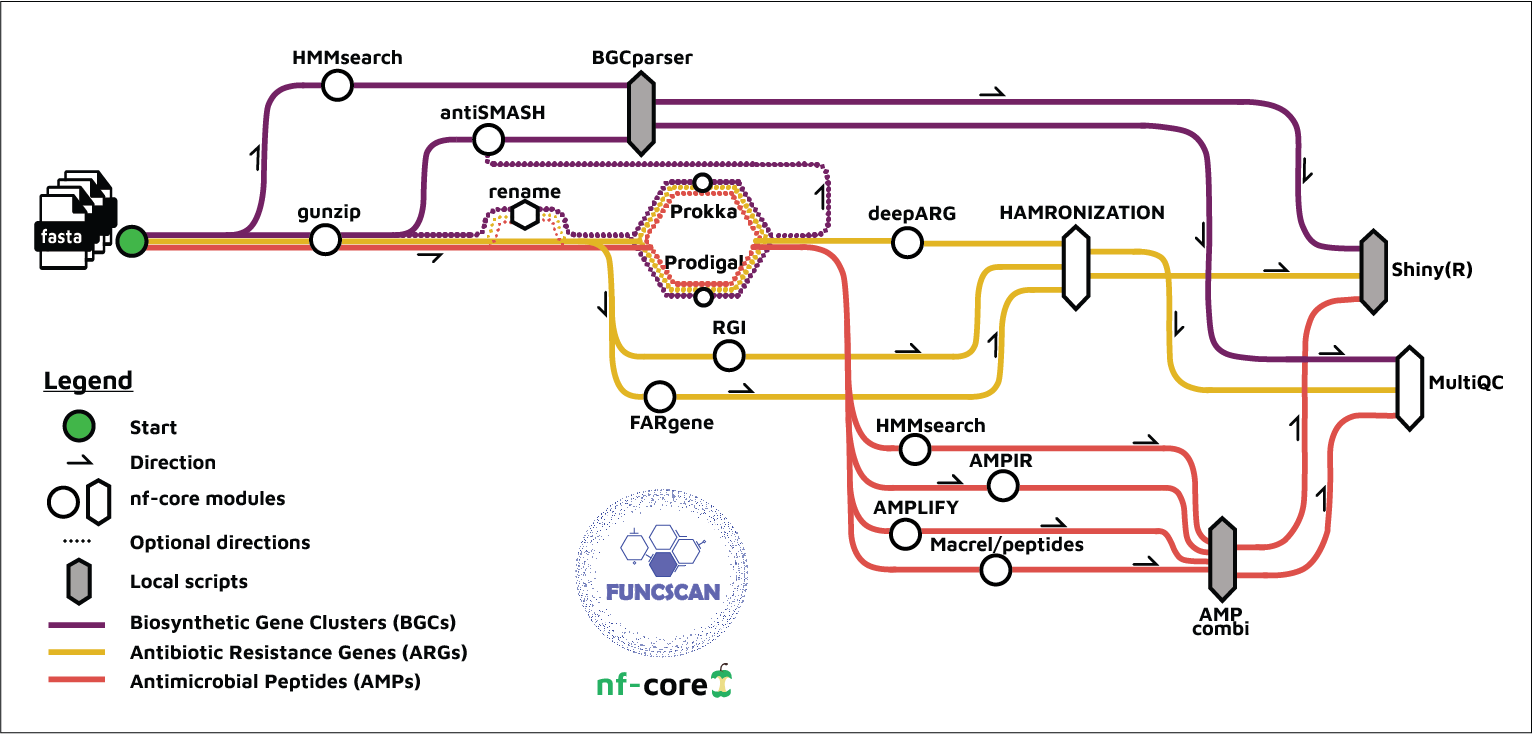 HMMsearch
BGCparser
antiSMASH
rename
gunzip
fasta
Prokka
Prodigal
deepARG
HAMRONIZATION
Shiny(R)
RGI
FARgene
MultiQC
HMMsearch
AMPIR
AMPLIFY
Macrel/peptides
AMP
combi
Legend
Start
Direction
nf-core modules
Optional directions
Local scripts
Biosynthetic Gene Clusters (BGCs)
Antibiotic Resistance Genes (ARGs)
Antimicrobial Peptides (AMPs)
FUNCSCAN
nf-core